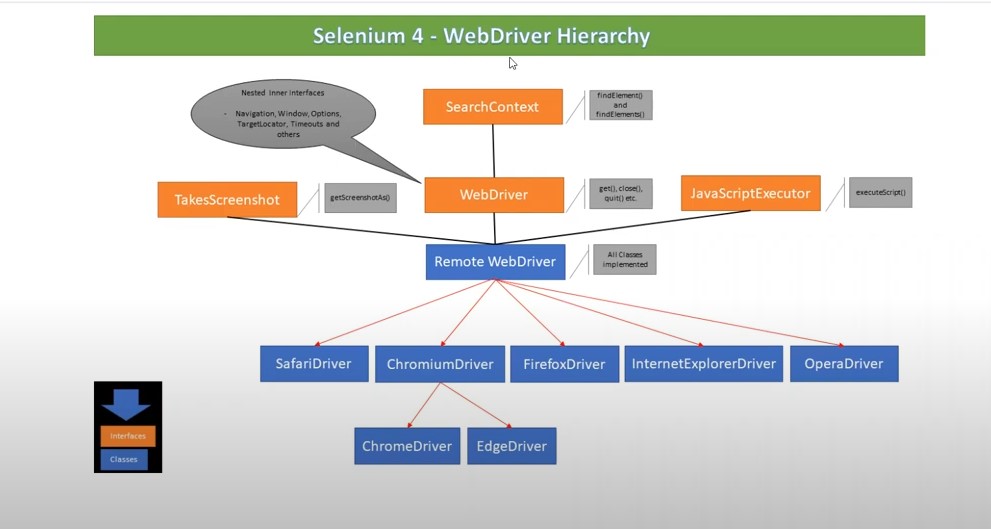 Selenium 4 - WebDriver Hierarchy
Nested Inner Interfaces
- Navigation, Window, Options,
TargetLocator, Timeouts and
others
SearchContext
findElement()
and
findElements()
TakesScreenshot
getScreenshotAs()
WebDriver
get(), close(),
quit() etc.
JavaScriptExecutor
executeScript()
Remote WebDriver
All Classes
implemented
SafariDriver
ChromiumDriver
FirefoxDriver
InternetExplorerDriver
OperaDriver
ChromeDriver
EdgeDriver
Interfaces
Classes